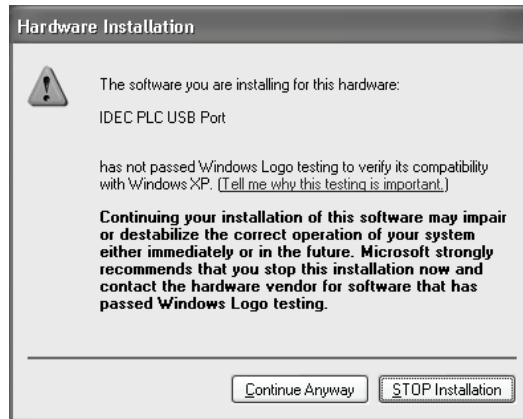 Hardware Installation
The software you are installing for this hardware:
IDEC PLC USB Port
has not passed Windows Logo testing to verify its compatibility
with Windows XP. (Tell me why this testing is important.)
Continuing your installation of this software may impair
or destabilize the correct operation of your system
either immediately or in the future. Microsoft strongly
recommends that you stop this installation now and
contact the hardware vendor for software that has
passed Windows Logo testing.
Continue Anyway
STOP Installation